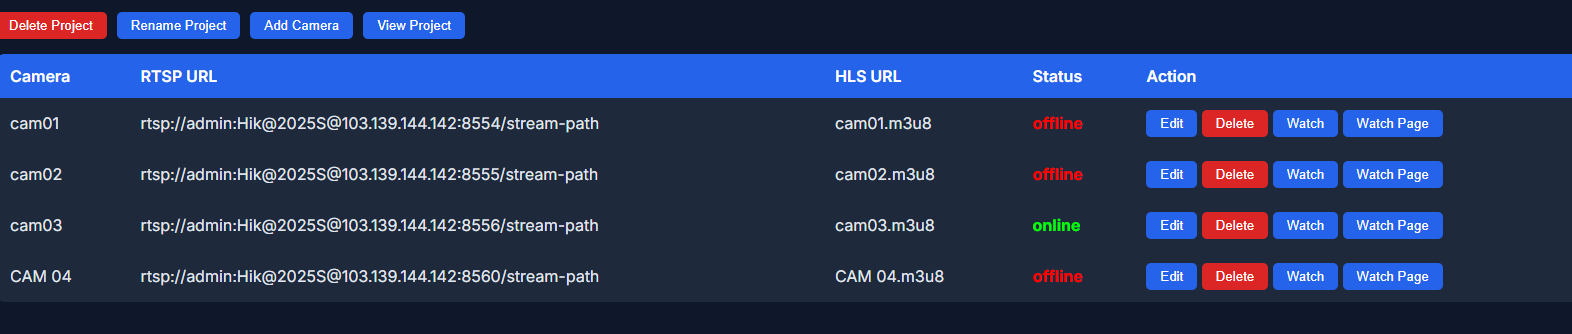 Delete Project Rename Project Add Camera View Project
Camera RTSP URL HLS URL Status Action
cam01 rtsp://admin:Hik@2025S@103.139.144.142:8554/stream-path cam01.m3u8 offline Edit Delete Watch Watch Page
cam02 rtsp://admin:Hik@2025S@103.139.144.142:8555/stream-path cam02.m3u8 offline Edit Delete Watch Watch Page
cam03 rtsp://admin:Hik@2025S@103.139.144.142:8556/stream-path cam03.m3u8 online Edit Delete Watch Watch Page
CAM 04 rtsp://admin:Hik@2025S@103.139.144.142:8560/stream-path CAM 04.m3u8 offline Edit Delete Watch Watch Page